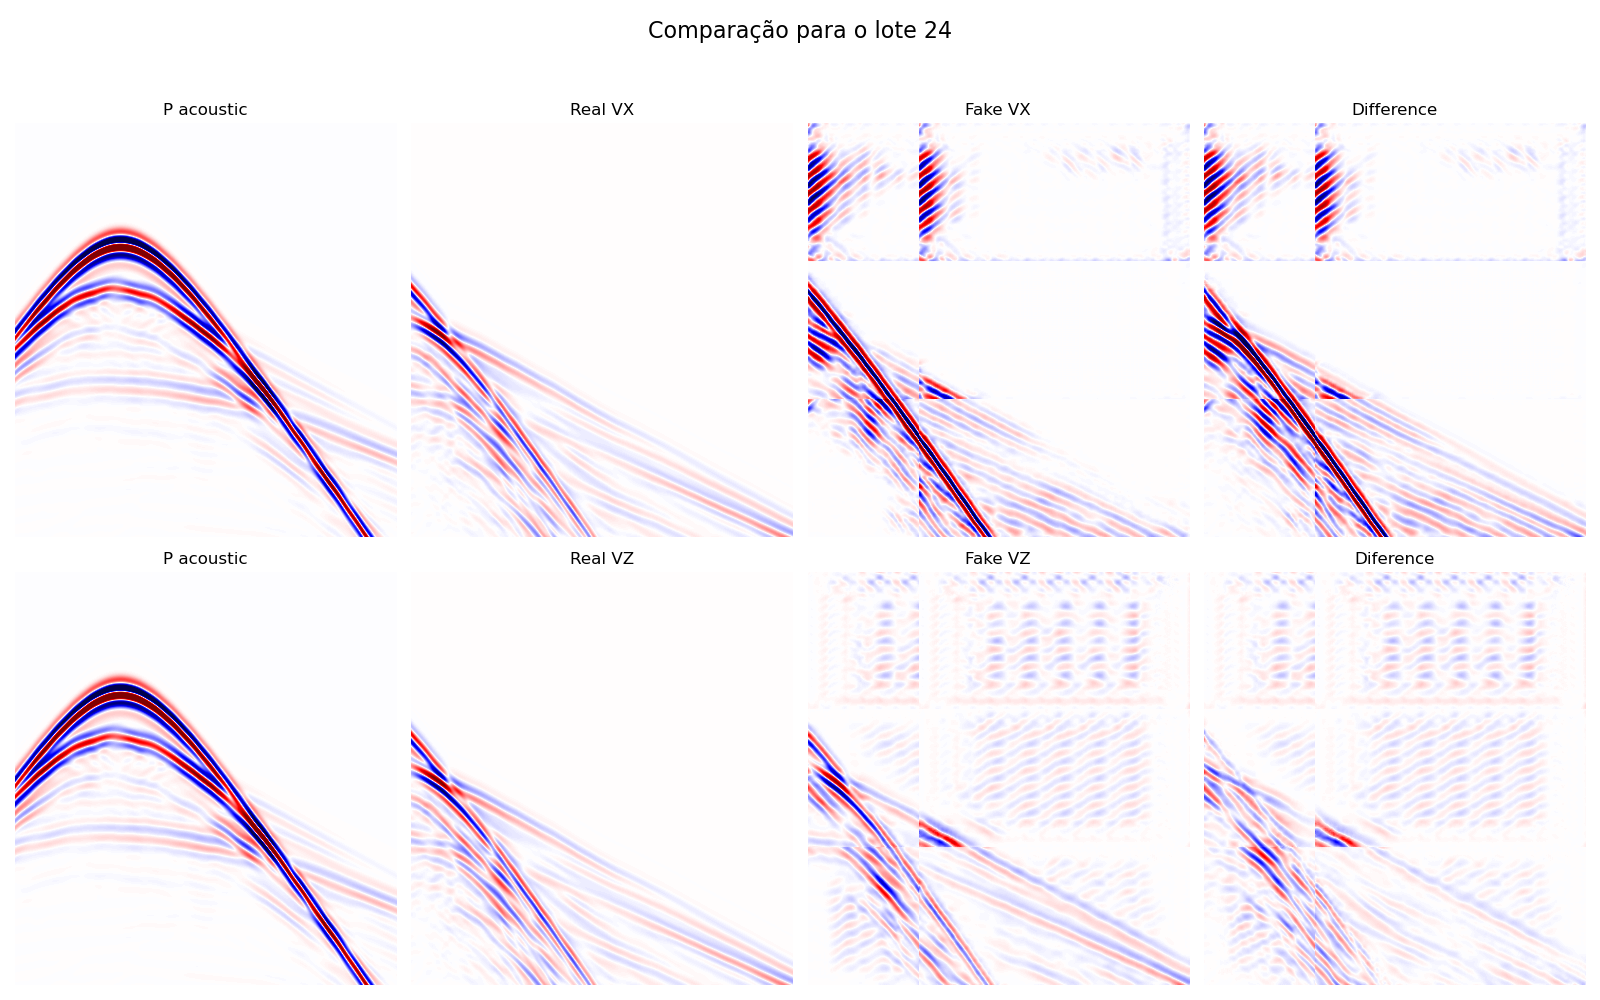 Comparação para o lote 24
P acoustic
Real VX
Fake VX
Difference
P acoustic
Real VZ
Fake VZ
Diference